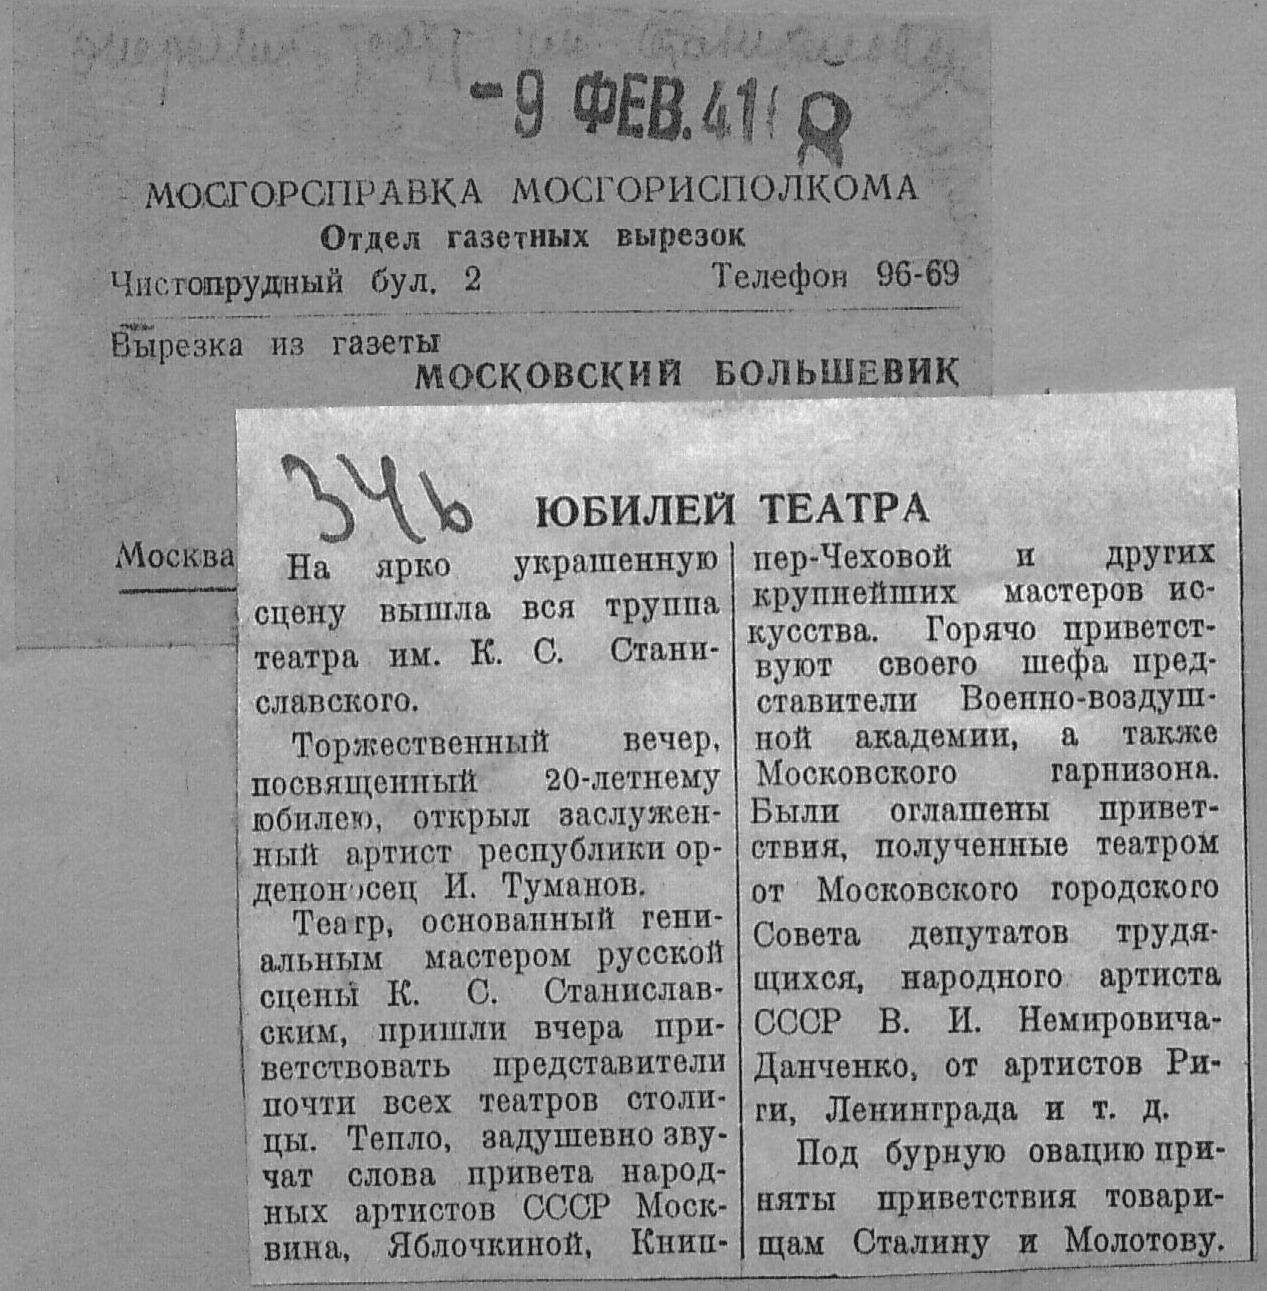 -9 ФЕВ. 41
МОСГОРСПРАВКА МОСГОРИСПОЛКОМА
Отдел газетных вырезок
Чистопрудный бул. 2 Телефон 96-69
Вырезка из газеты
МОСКОВСКИЙ БОЛЬШЕВИК
Москва
ЮБИЛЕЙ ТЕАТРА
На ярко украшенную
сцену вышла вся труппа
театра им. К. С. Стани-
славского.
Торжественный вечер,
посвященный 20-летнему
юбилею, открыл заслужен-
ный артист республики ор-
деноносец И. Туманов.
Театр, основанный гени-
альным мастером русской
сцены К. С. Станислав-
ским, пришли вчера при-
ветствовать представители
почти всех театров столи-
цы. Тепло, задушевно зву-
чат слова привета народ-
ных артистов СССР Моск-
вина, Яблочкиной, Книп-
пер-Чеховой и других
крупнейших мастеров ис-
кусства. Горячо приветст-
вуют своего шефа пред-
ставители Военно-воздуш-
ной академии, а также
Московского гарнизона.
Были оглашены привет-
ствия, полученные театром
от Московского городского
Совета депутатов трудя-
щихся, народного артиста
СССР В. И. Немировича-
Данченко, от артистов Ри-
ги, Ленинграда и т. д.
Под бурную овацию при-
няты приветствия товари-
щам Сталину и Молотову.